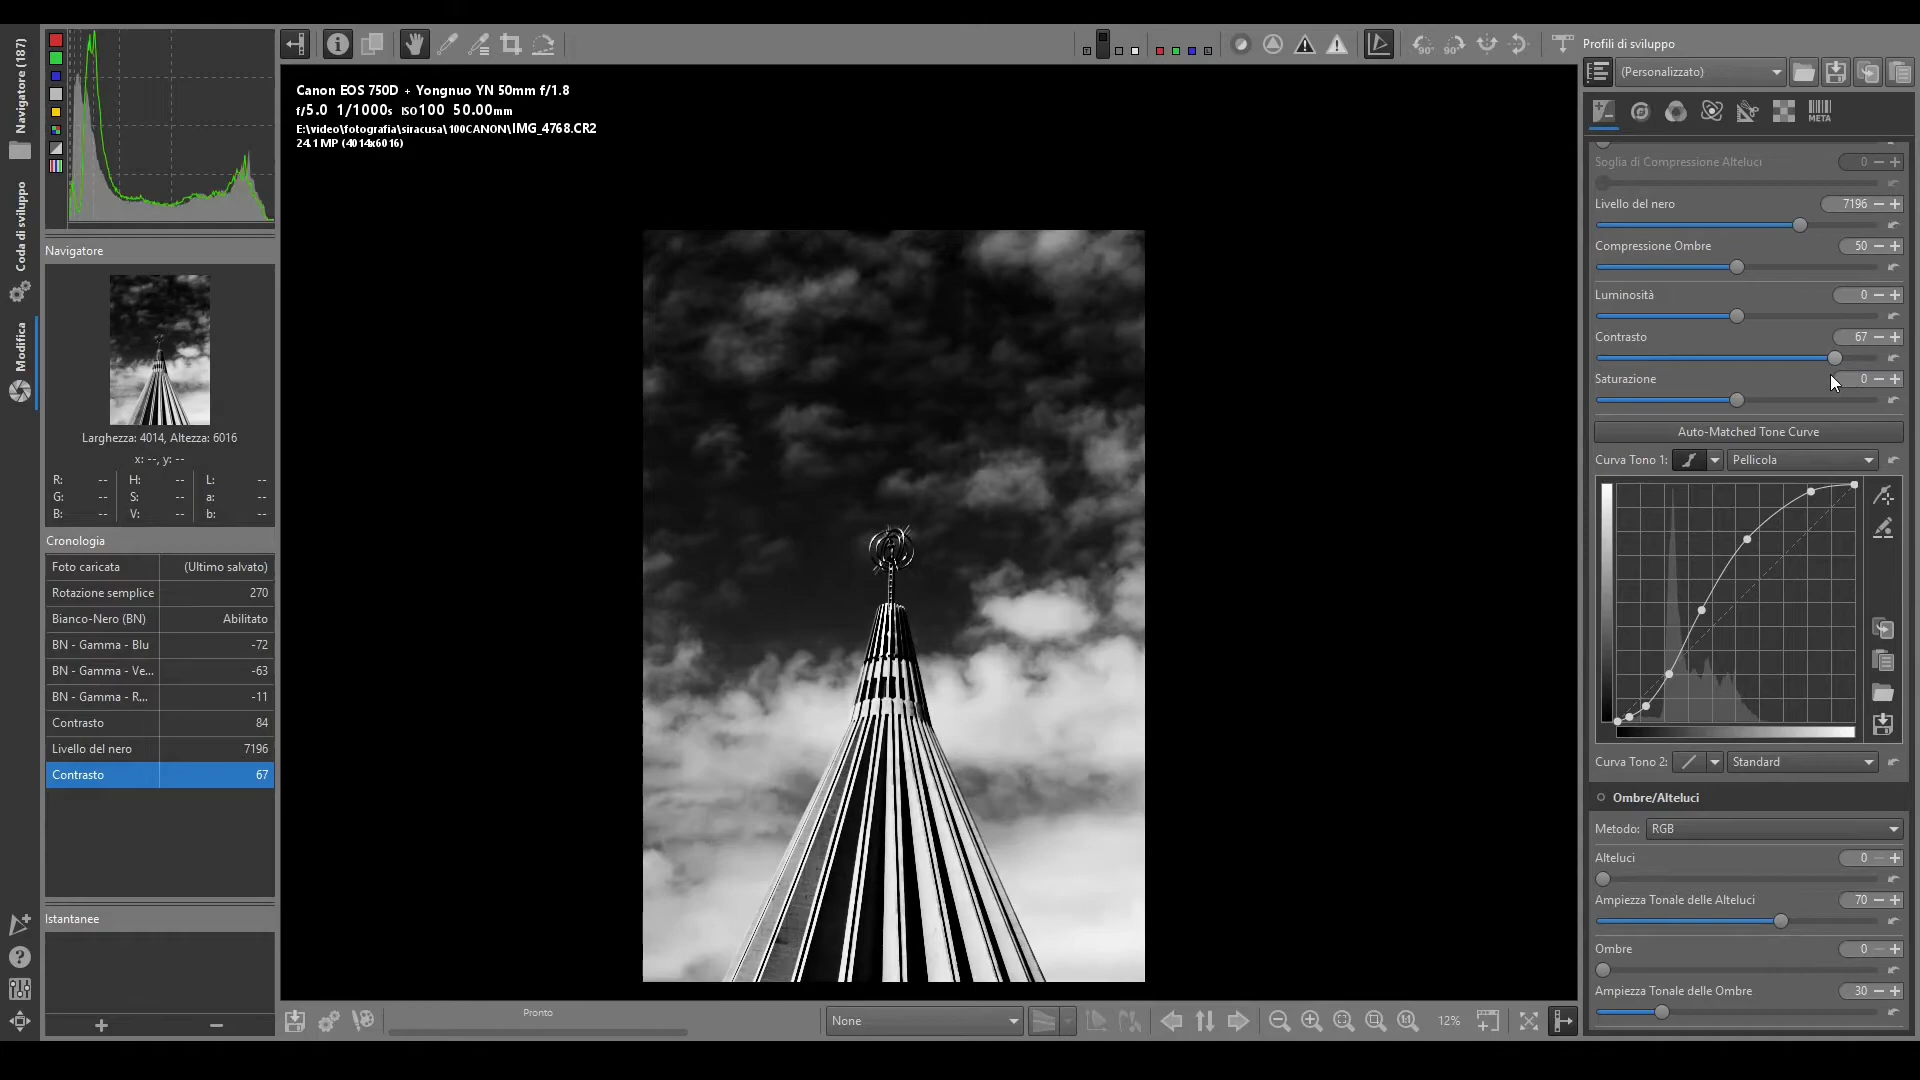 Navigatore (187)
Coda di sviluppo
Modifica
Canon EOS 750D + Yongnuo YN 50mm f/1.8
f/5.0 1/1000s ISO100 50.00mm
E:\video\fotografia\siracusa\100CANON\IMG_4768.CR2
24.1 MP (4014x6016)
Navigatore
Larghezza: 4014, Altezza: 6016
x: --, y: --
R: -- H: -- L: --
G: -- S: -- a: --
B: -- V: -- b: --
Cronologia
Foto caricata (Ultimo salvato)
Rotazione semplice 270
Bianco-Nero (BN) Abilitato
BN - Gamma - Blu -72
BN - Gamma - Ve... -63
BN - Gamma - R... -11
Contrasto 84
Livello del nero 7196
Contrasto 67
Istantanee
Pronto
None
12%
90° 90°
Profili di sviluppo
(Personalizzato)
META
Soglia di Compressione Alteluci 0
Livello del nero 7196
Compressione Ombre 50
Luminosità 0
Contrasto 67
Saturazione 0
Auto-Matched Tone Curve
Curva Tono 1: Pellicola
Curva Tono 2: Standard
Ombre/Alteluci
Metodo: RGB
Alteluci 0
Ampiezza Tonale delle Alteluci 70
Ombre 0
Ampiezza Tonale delle Ombre 30